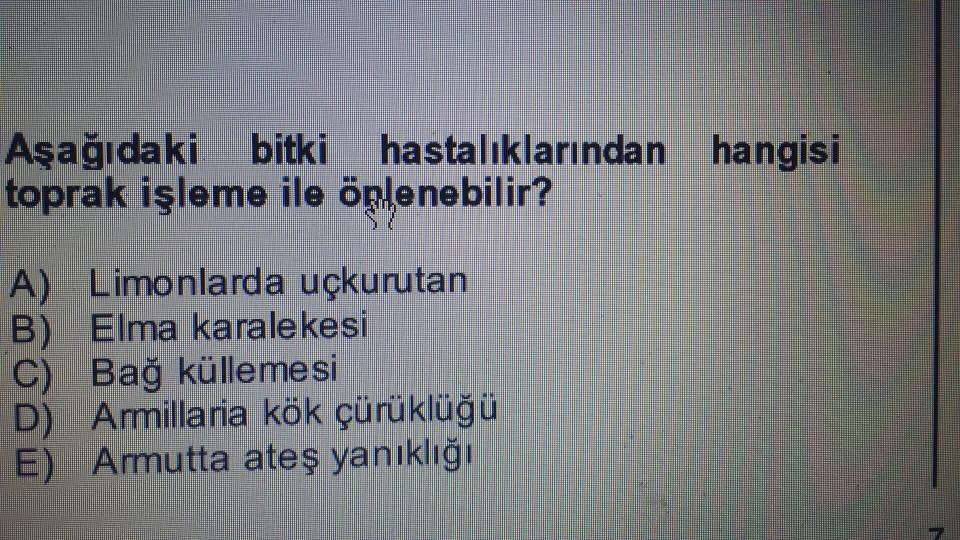 Aşağıdaki bitki hastalıklarından hangisi
toprak işleme ile önlenebilir?
A) Limonlarda uçkurutan
B) Elma karalekesi
C) Bağ küllemesi
D) Armillaria kök çürüklüğü
E) Armutta ateş yanıklığı
7